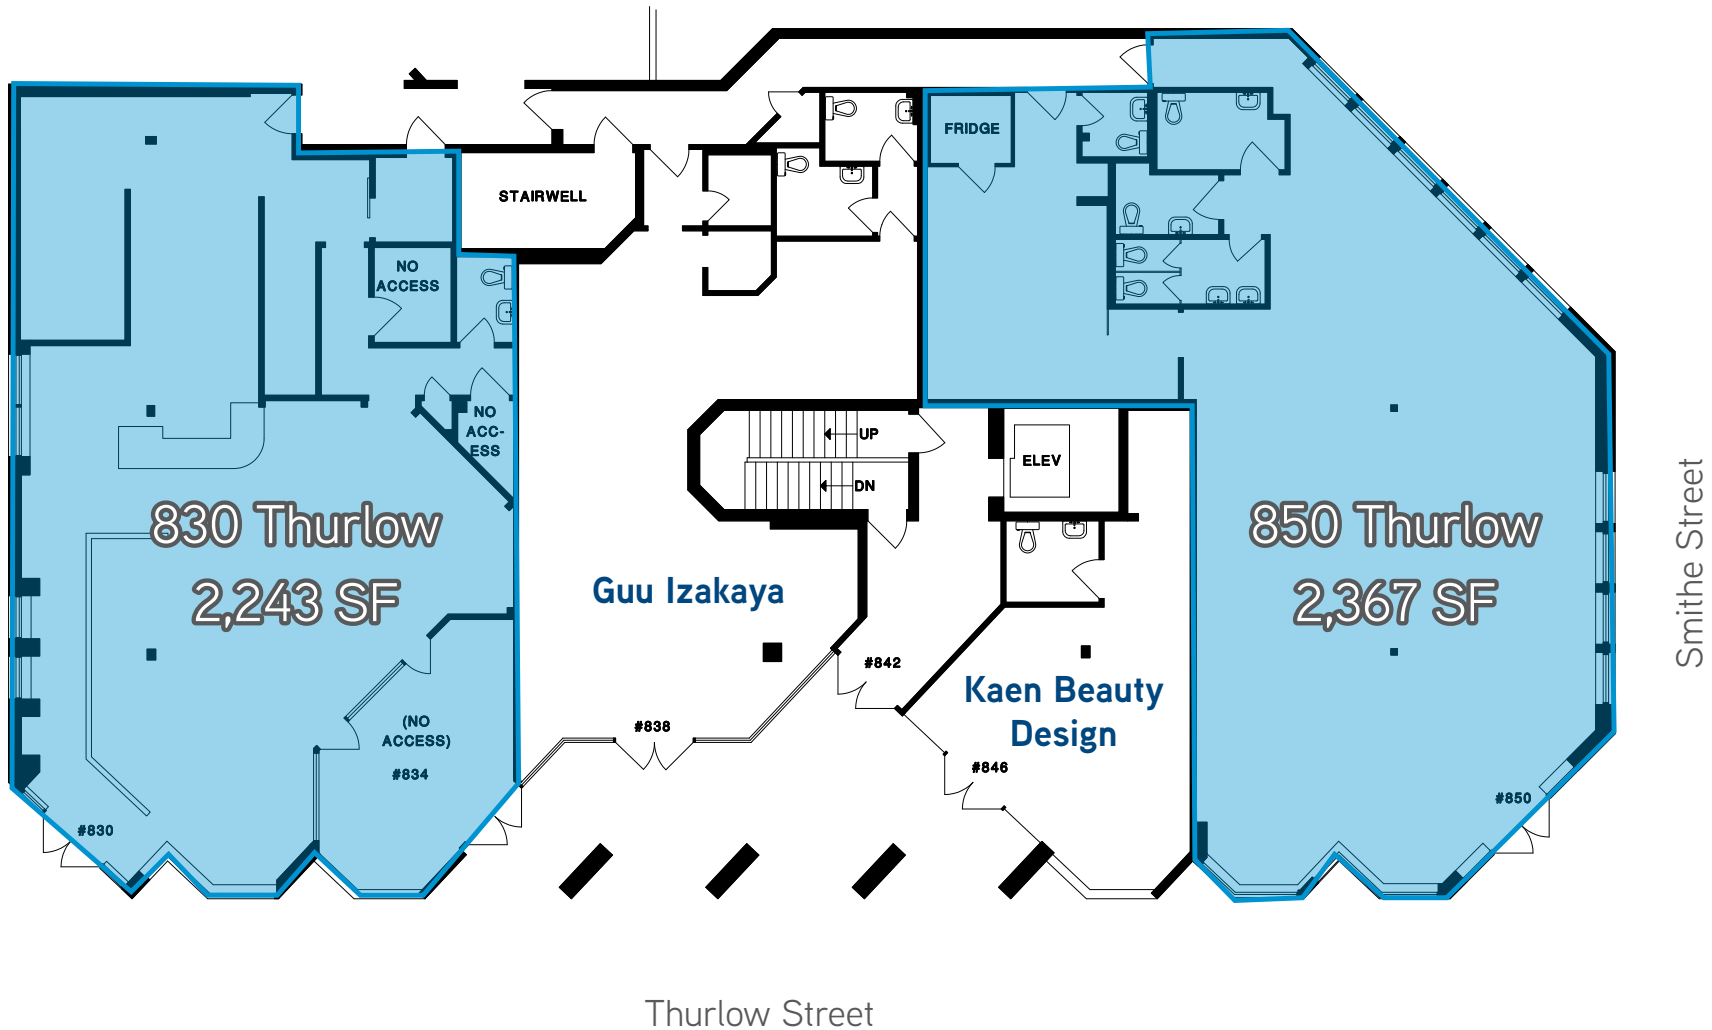 FRIDGE
STAIRWELL
NO
ACCESS
NO
ACC-
ESS
UP
DN
ELEV
830 Thurlow
2,243 SF
850 Thurlow
2,367 SF
Guu Izakaya
Kaen Beauty
Design
(NO
ACCESS)
#834
#838
#842
#846
#830
#850
Smithe Street
Thurlow Street